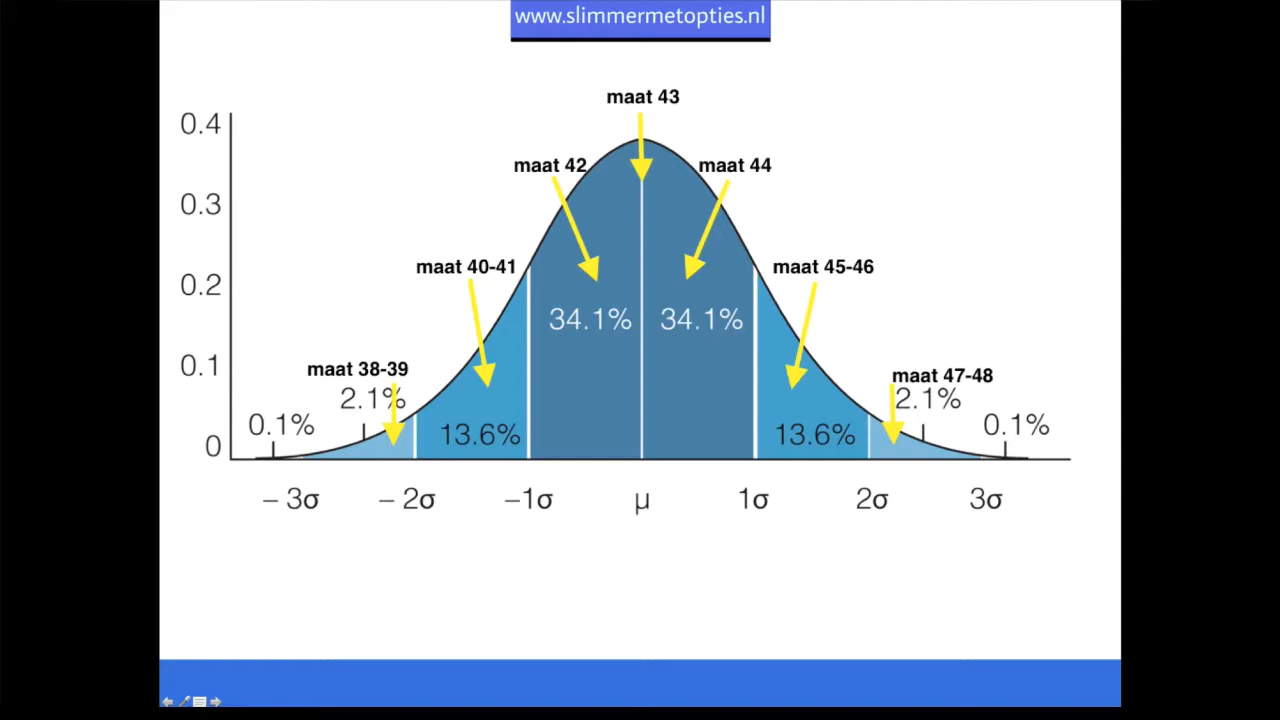 www.slimmermetopties.nl
maat 43
maat 42
maat 44
maat 40-41
maat 45-46
maat 38-39
maat 47-48
0.4
0.3
0.2
0.1
0
0.1%
2.1%
13.6%
34.1%
34.1%
13.6%
2.1%
0.1%
– 3σ
– 2σ
–1σ
μ
1σ
2σ
3σ